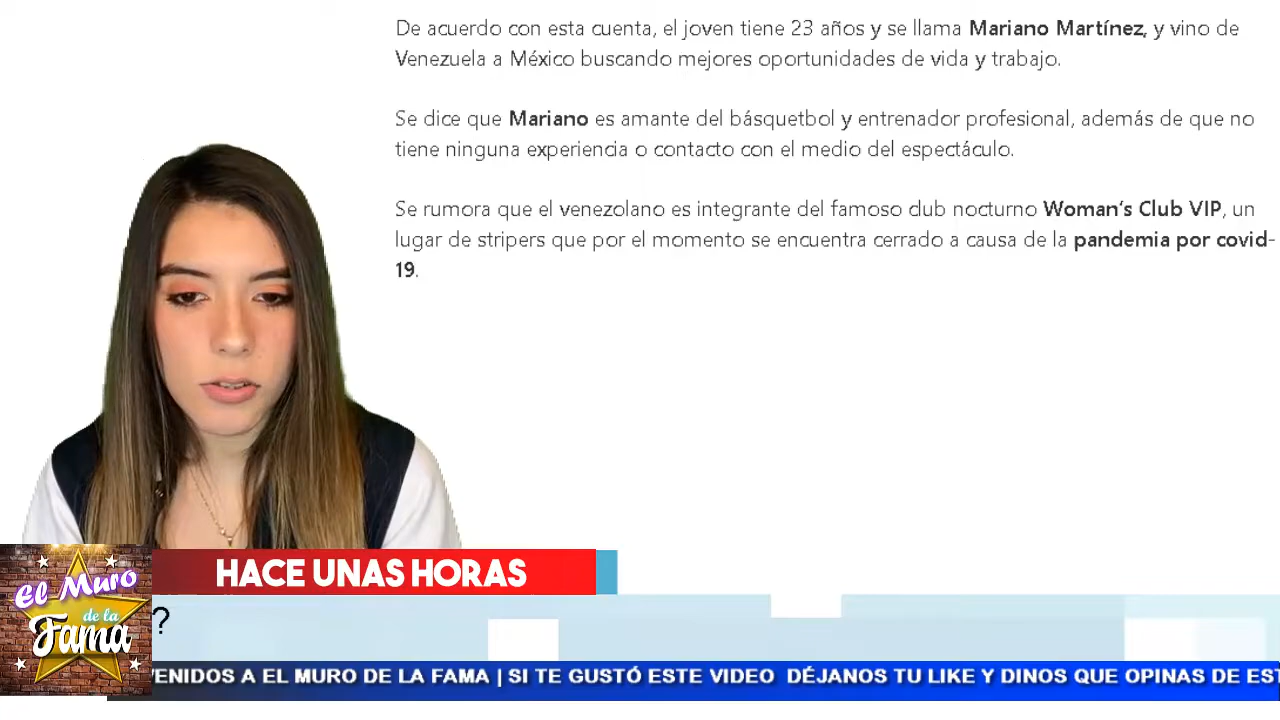 De acuerdo con esta cuenta, el joven tiene 23 años y se llama Mariano Martínez, y vino de
Venezuela a México buscando mejores oportunidades de vida y trabajo.
Se dice que Mariano es amante del básquetbol y entrenador profesional, además de que no
tiene ninguna experiencia o contacto con el medio del espectáculo.
Se rumora que el venezolano es integrante del famoso club nocturno Woman's Club VIP, un
lugar de stripers que por el momento se encuentra cerrado a causa de la pandemia por covid-
19.
HACE UNAS HORAS
El Muro
de la
Fama
?
VENIDOS A EL MURO DE LA FAMA | SI TE GUSTÓ ESTE VIDEO DÉJANOS TU LIKE Y DINOS QUE OPINAS DE EST